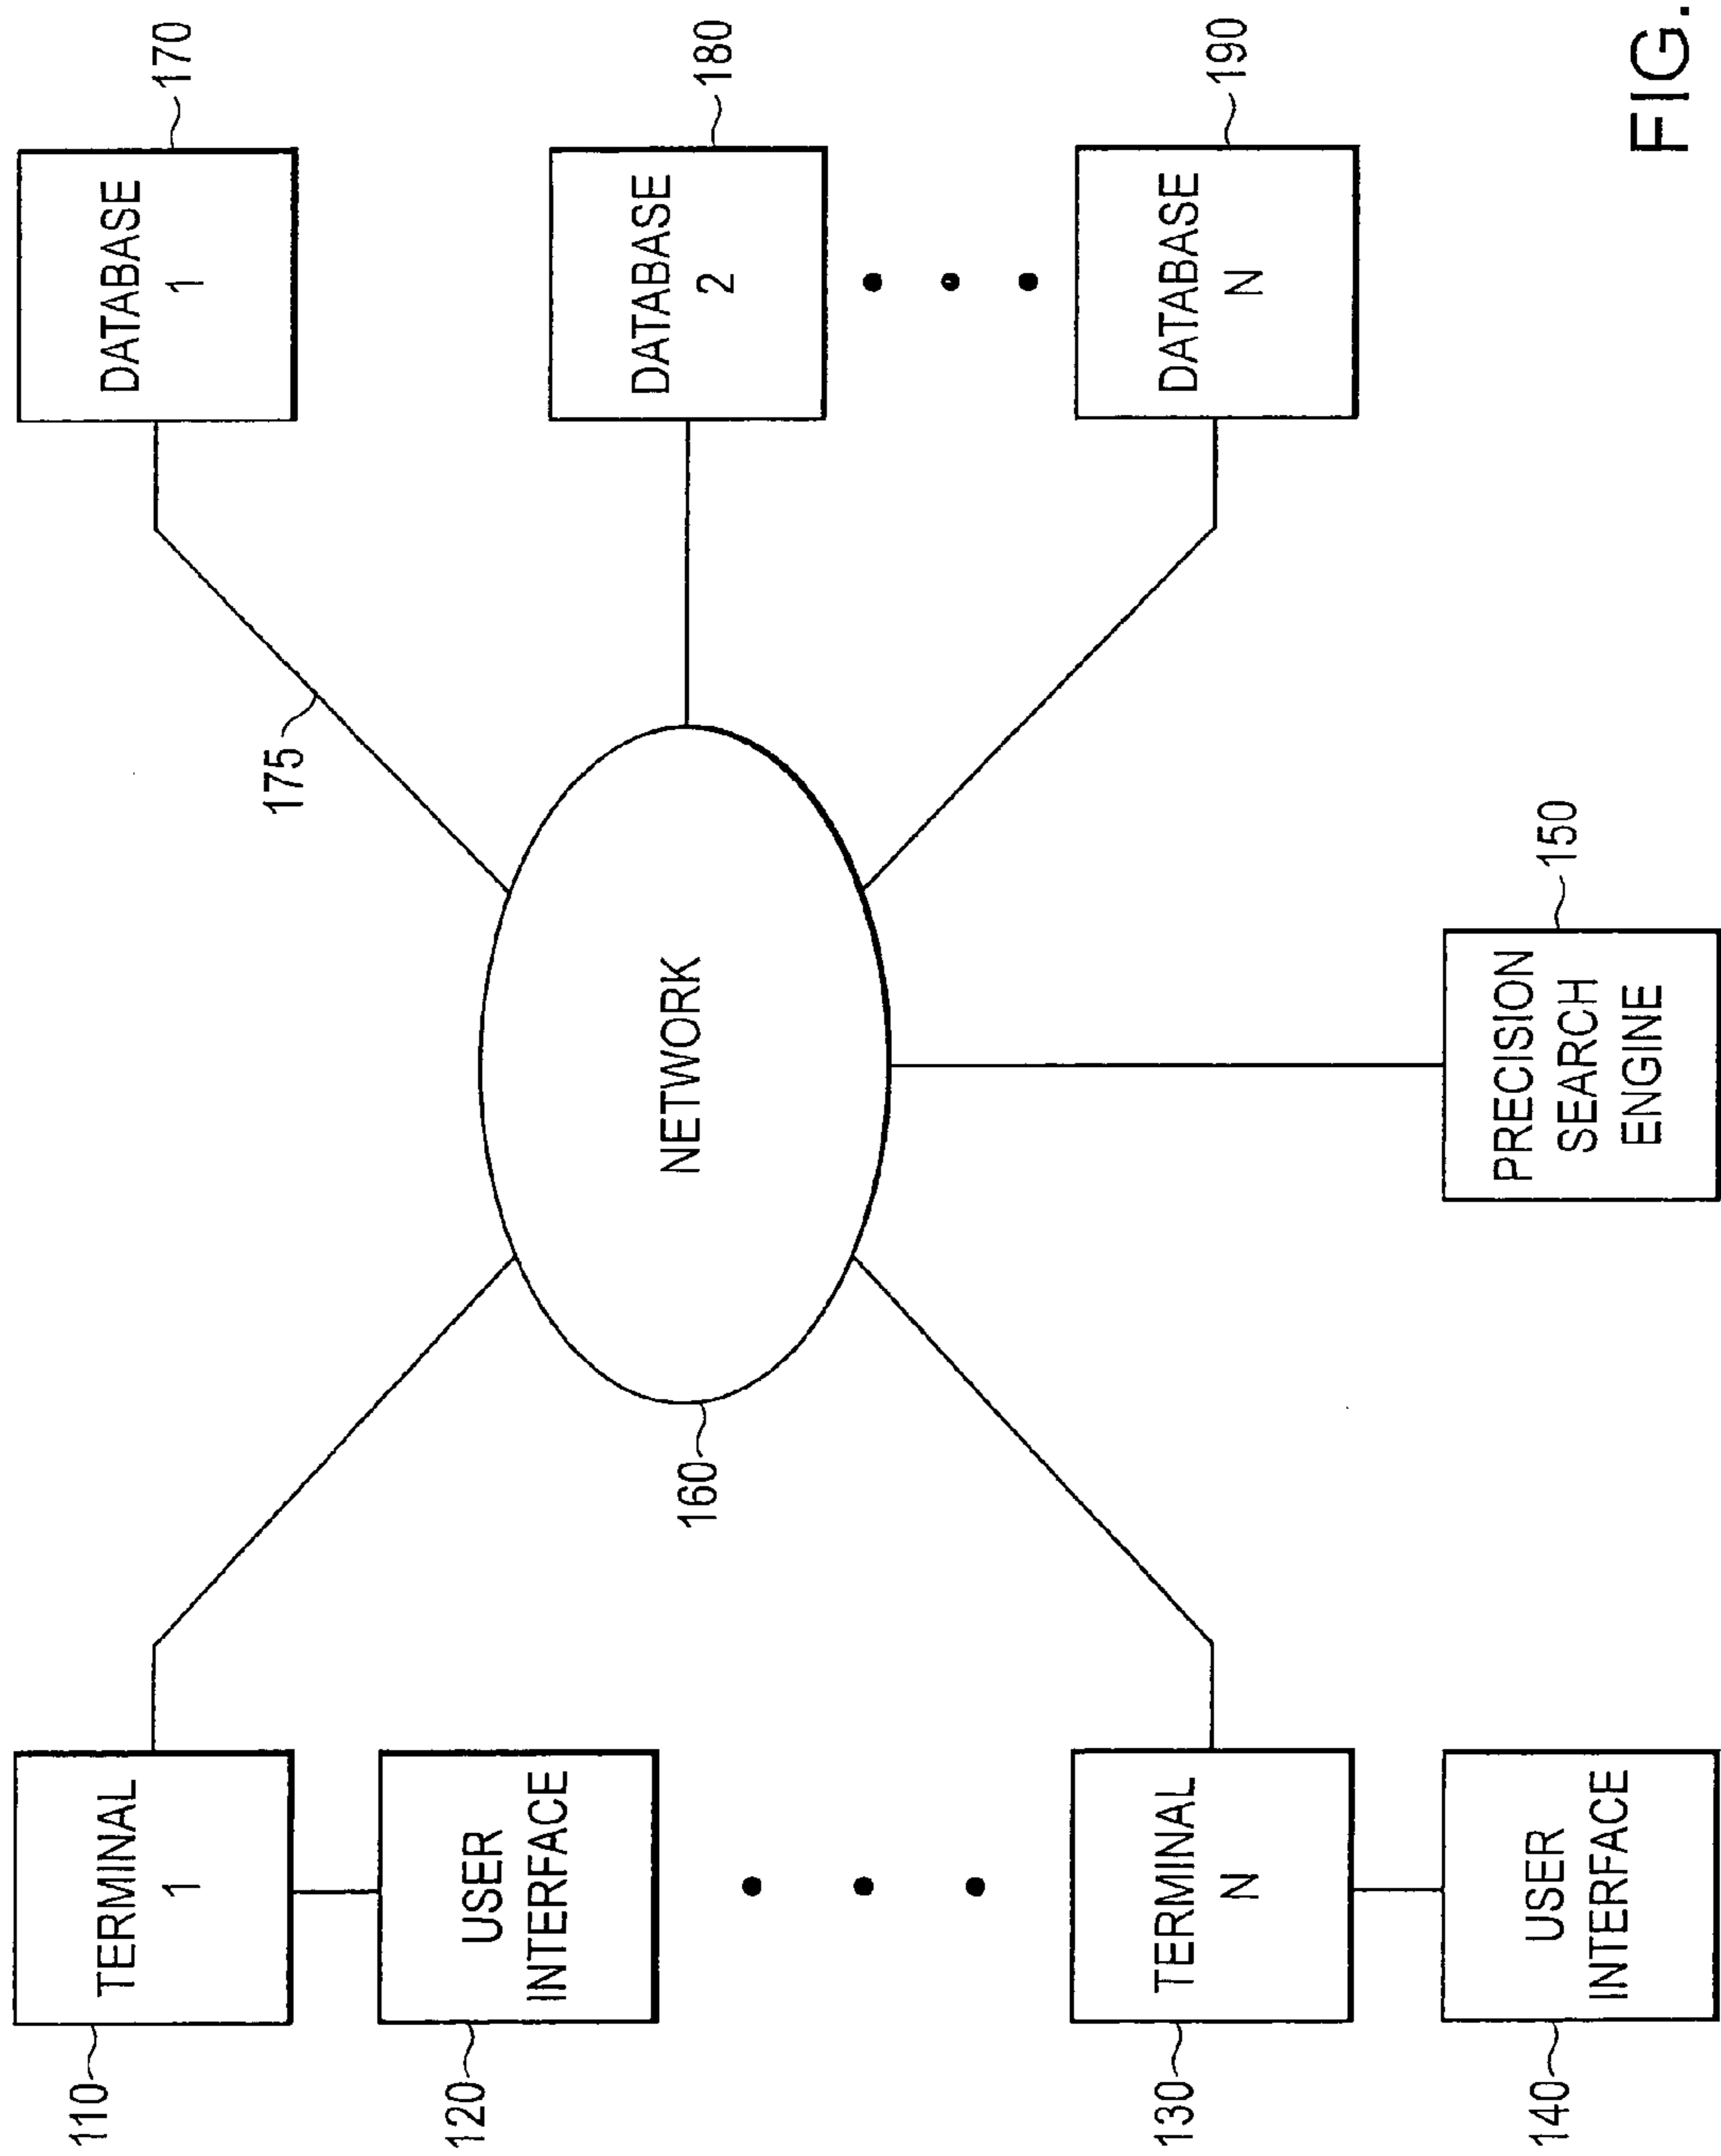 110
TERMINAL
1
120
USER
INTERFACE
130
TERMINAL
N
140
USER
INTERFACE
160
NETWORK
175
PRECISION
SEARCH
ENGINE
150
DATABASE
1
170
DATABASE
2
180
DATABASE
N
190
FIG.